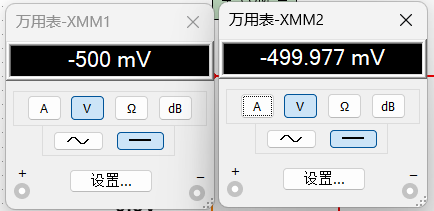 万用表-XMM1
-500 mV
A V Ω dB
+ 设置... −
万用表-XMM2
-499.977 mV
A V Ω dB
+ 设置... −